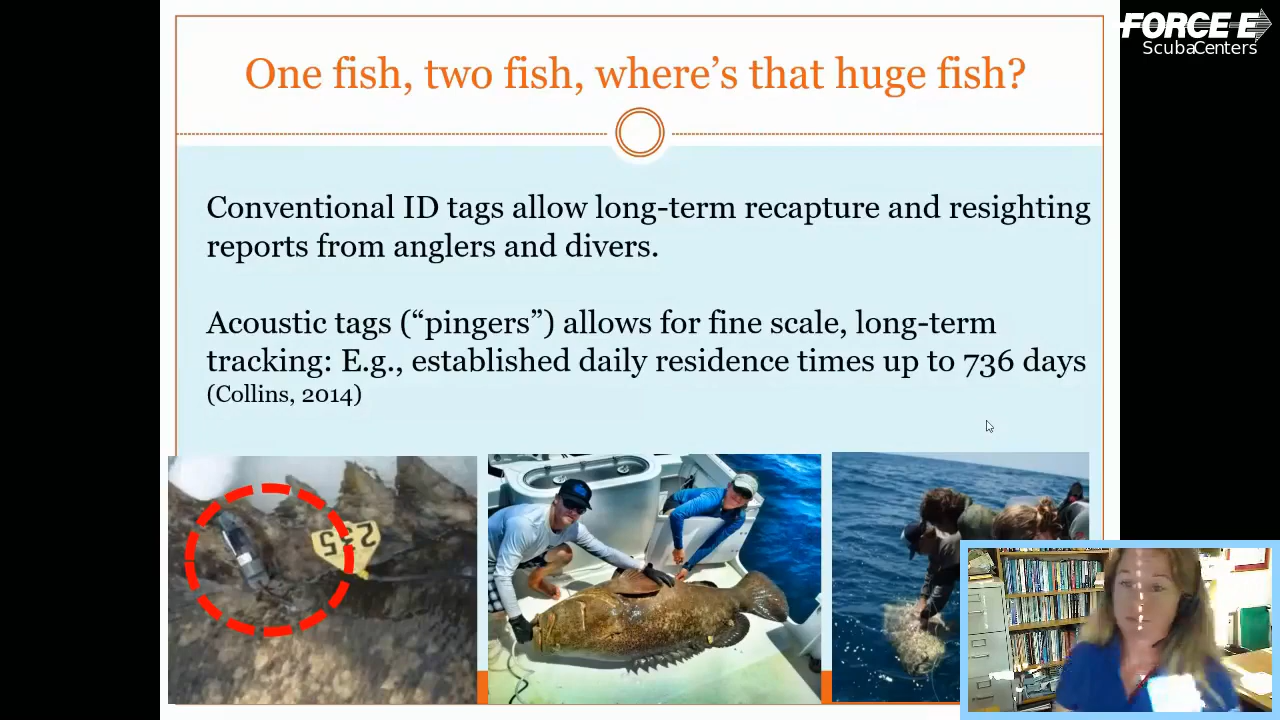 FORCE-E
ScubaCenters
One fish, two fish, where's that huge fish?
Conventional ID tags allow long-term recapture and resighting
reports from anglers and divers.
Acoustic tags (“pingers”) allows for fine scale, long-term
tracking: E.g., established daily residence times up to 736 days
(Collins, 2014)
235